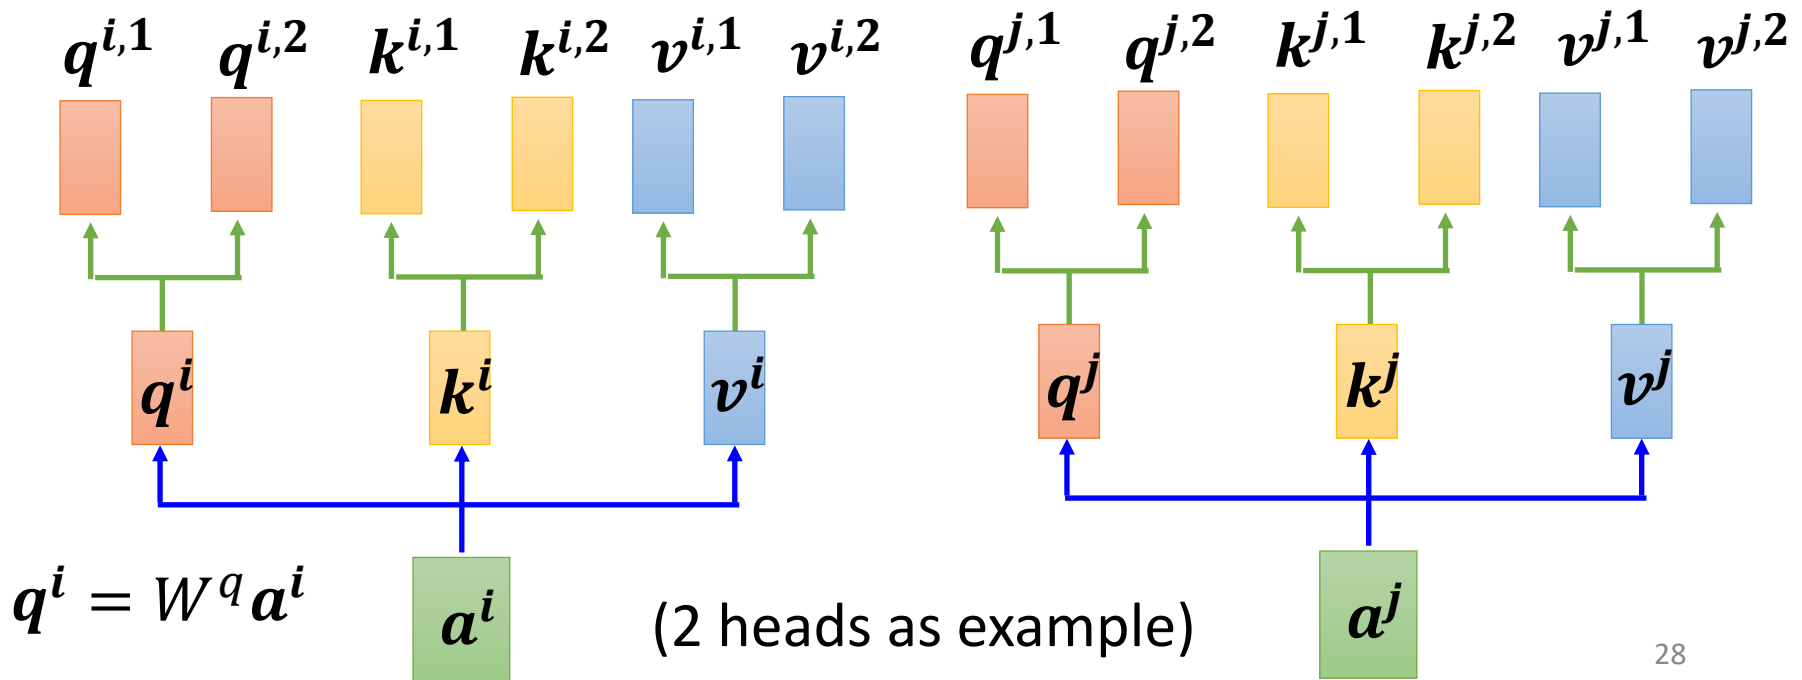 q^{i,1} q^{i,2} k^{i,1} k^{i,2} v^{i,1} v^{i,2} q^{j,1} q^{j,2} k^{j,1} k^{j,2} v^{j,1} v^{j,2}
q^i k^i v^i q^j k^j v^j
q^i = W^q a^i
a^i
(2 heads as example)
a^j
28